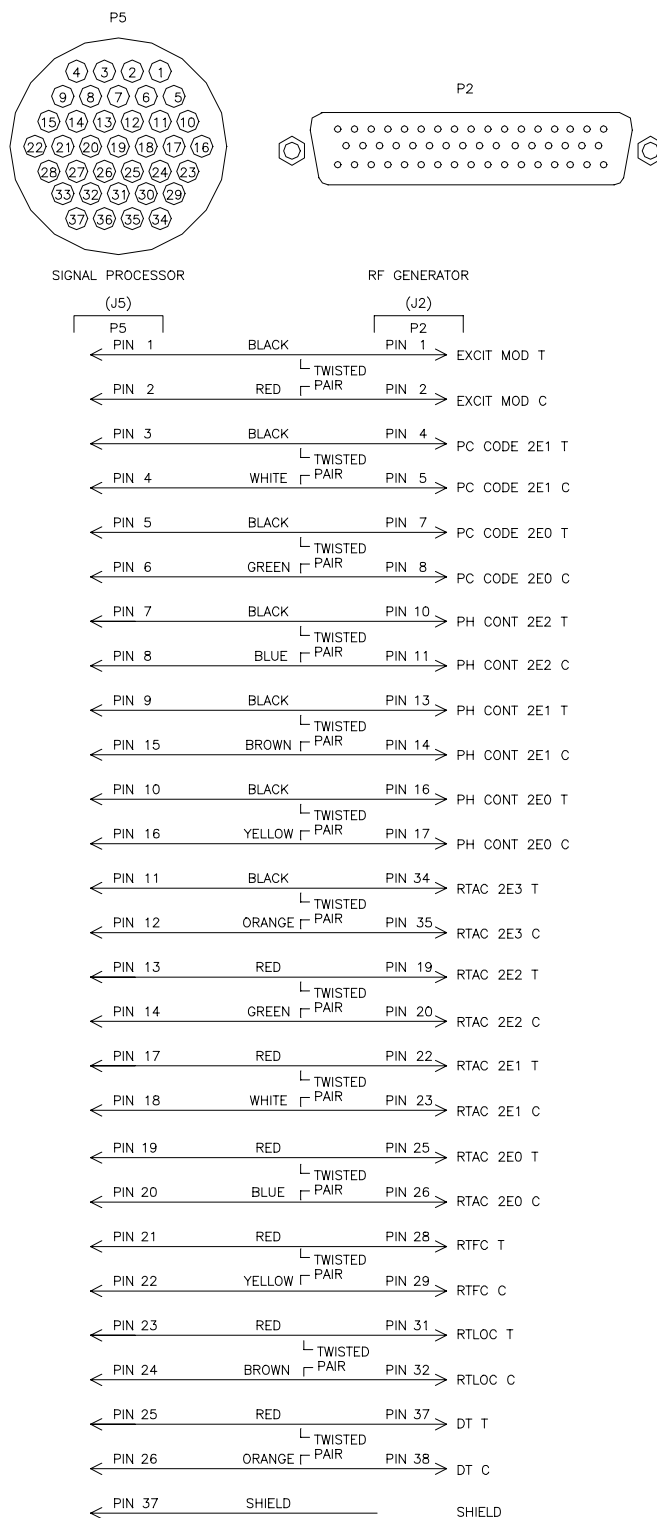 P5
P2
4 3 2 1
9 8 7 6 5
15 14 13 12 11 10
22 21 20 19 18 17 16
28 27 26 25 24 23
33 32 31 30 29
37 36 35 34
SIGNAL PROCESSOR RF GENERATOR
(J5) (J2)
P5 P2
PIN 1 BLACK PIN 1 EXCIT MOD T
TWISTED
PAIR
PIN 2 RED PIN 2 EXCIT MOD C
PIN 3 BLACK PIN 4 PC CODE 2E1 T
TWISTED
PAIR
PIN 4 WHITE PIN 5 PC CODE 2E1 C
PIN 5 BLACK PIN 7 PC CODE 2E0 T
TWISTED
PAIR
PIN 6 GREEN PIN 8 PC CODE 2E0 C
PIN 7 BLACK PIN 10 PH CONT 2E2 T
TWISTED
PAIR
PIN 8 BLUE PIN 11 PH CONT 2E2 C
PIN 9 BLACK PIN 13 PH CONT 2E1 T
TWISTED
PAIR
PIN 15 BROWN PIN 14 PH CONT 2E1 C
PIN 10 BLACK PIN 16 PH CONT 2E0 T
TWISTED
PAIR
PIN 16 YELLOW PIN 17 PH CONT 2E0 C
PIN 11 BLACK PIN 34 RTAC 2E3 T
TWISTED
PAIR
PIN 12 ORANGE PIN 35 RTAC 2E3 C
PIN 13 RED PIN 19 RTAC 2E2 T
TWISTED
PAIR
PIN 14 GREEN PIN 20 RTAC 2E2 C
PIN 17 RED PIN 22 RTAC 2E1 T
TWISTED
PAIR
PIN 18 WHITE PIN 23 RTAC 2E1 C
PIN 19 RED PIN 25 RTAC 2E0 T
TWISTED
PAIR
PIN 20 BLUE PIN 26 RTAC 2E0 C
PIN 21 RED PIN 28 RTFC T
TWISTED
PAIR
PIN 22 YELLOW PIN 29 RTFC C
PIN 23 RED PIN 31 RTLOC T
TWISTED
PAIR
PIN 24 BROWN PIN 32 RTLOC C
PIN 25 RED PIN 37 DT T
TWISTED
PAIR
PIN 26 ORANGE PIN 38 DT C
PIN 37 SHIELD SHIELD